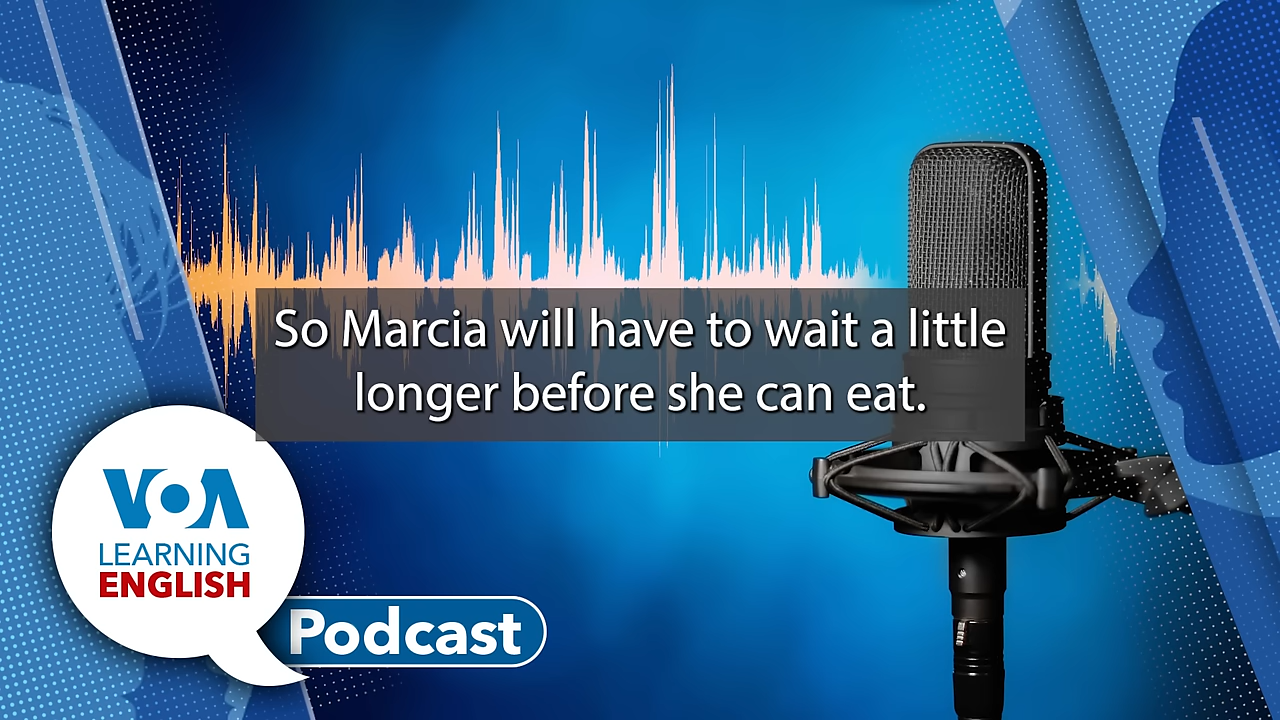 So Marcia will have to wait a little
longer before she can eat.
VOA
LEARNING
ENGLISH
Podcast